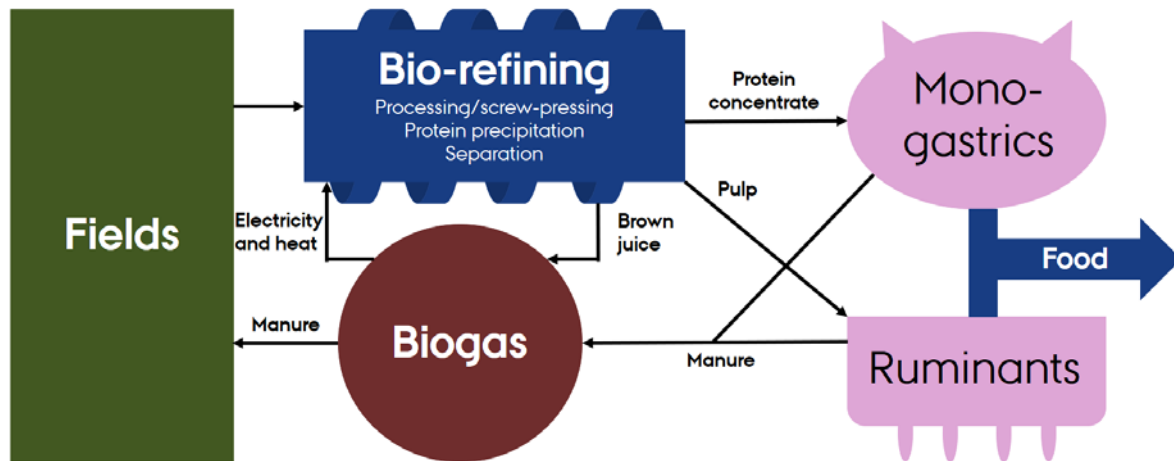 Fields
Bio-refining
Processing/screw-pressing
Protein precipitation
Separation
Protein
concentrate
Mono-
gastrics
Pulp
Electricity
and heat
Brown
juice
Food
Manure
Biogas
Manure
Ruminants